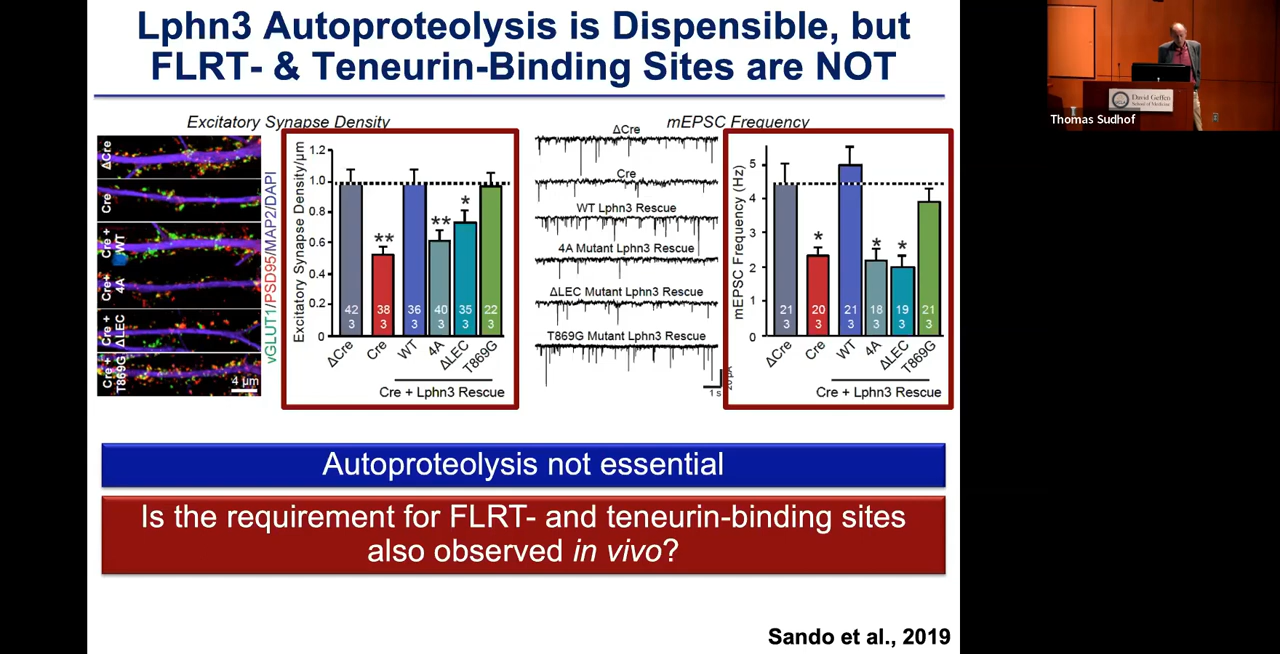 Lphn3 Autoproteolysis is Dispensible, but
FLRT- & Teneurin-Binding Sites are NOT
Excitatory Synapse Density
mEPSC Frequency
ΔCre
Cre
Cre +
WT
Cre+
4A
Cre +
ΔLEC
Cre +
T869G
4 µm
vGLUT1/PSD95/MAP2/DAPI
Excitatory Synapse Density/µm
1.2
1.0
0.8
0.6
0.4
0.2
0
** ** *
42 38 36 40 35 22
3 3 3 3 3 3
ΔCre Cre WT 4A ΔLEC T869G
Cre + Lphn3 Rescue
ΔCre
Cre
WT Lphn3 Rescue
4A Mutant Lphn3 Rescue
ΔLEC Mutant Lphn3 Rescue
T869G Mutant Lphn3 Rescue
1 s
mEPSC Frequency (Hz)
5
4
3
2
1
0
* * *
21 20 21 18 19 21
3 3 3 3 3 3
ΔCre Cre WT 4A ΔLEC T869G
Cre + Lphn3 Rescue
Autoproteolysis not essential
Is the requirement for FLRT- and teneurin-binding sites
also observed in vivo?
Sando et al., 2019
David Geffen
School of Medicine
Thomas Sudhof